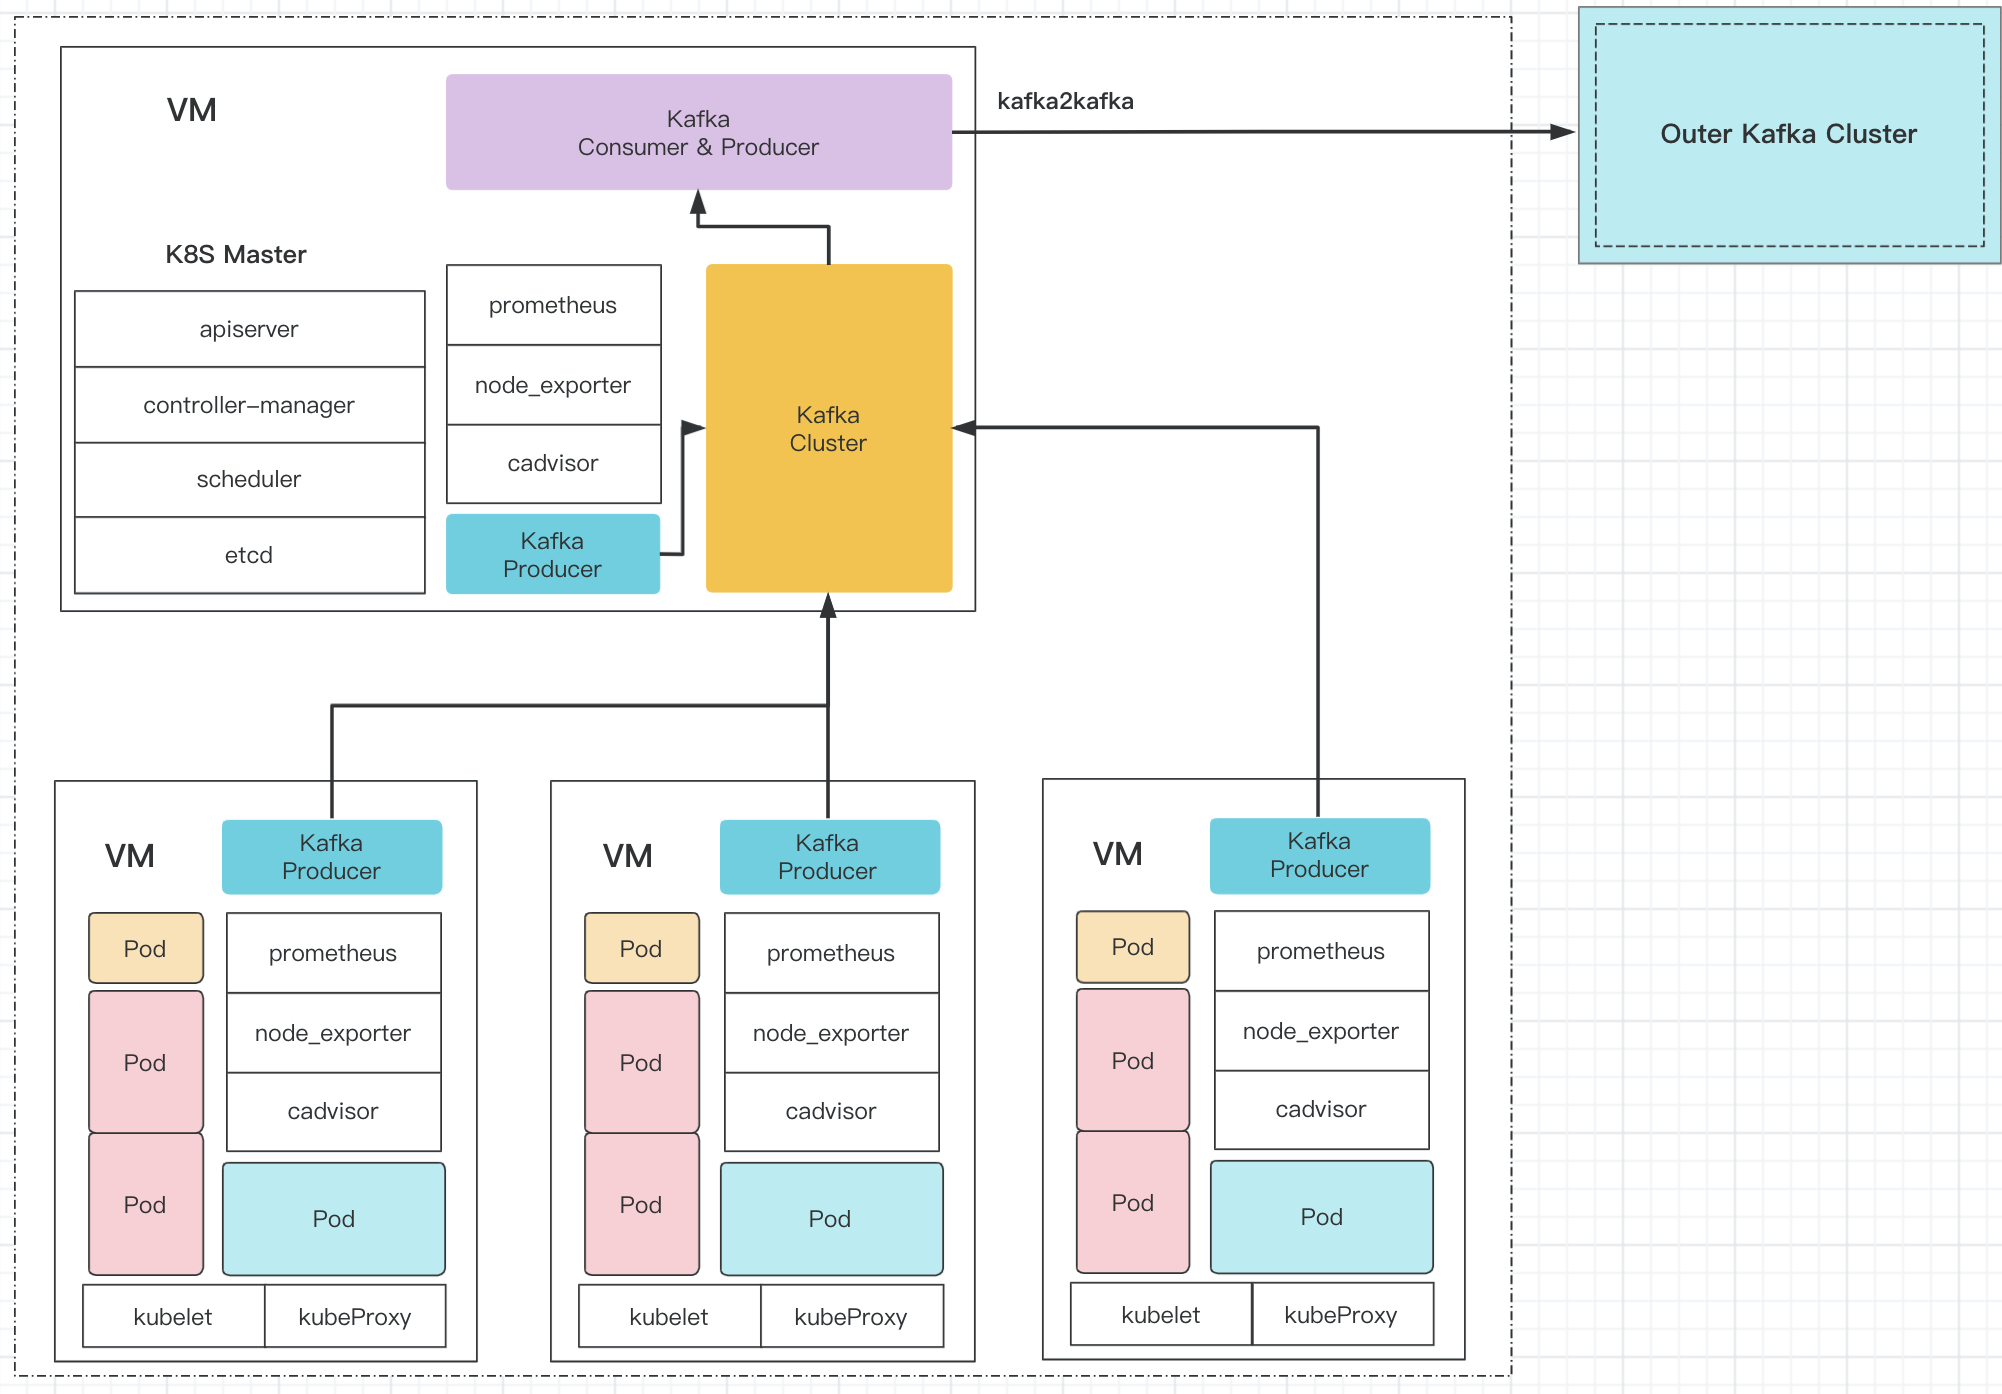 VM
Kafka
Consumer & Producer
kafka2kafka
Outer Kafka Cluster
K8S Master
apiserver
controller-manager
scheduler
etcd
prometheus
node_exporter
cadvisor
Kafka
Producer
Kafka
Cluster
VM
Kafka
Producer
Pod
Pod
Pod
prometheus
node_exporter
cadvisor
Pod
kubelet
kubeProxy
VM
Kafka
Producer
Pod
Pod
Pod
prometheus
node_exporter
cadvisor
Pod
kubelet
kubeProxy
VM
Kafka
Producer
Pod
Pod
Pod
prometheus
node_exporter
cadvisor
Pod
kubelet
kubeProxy